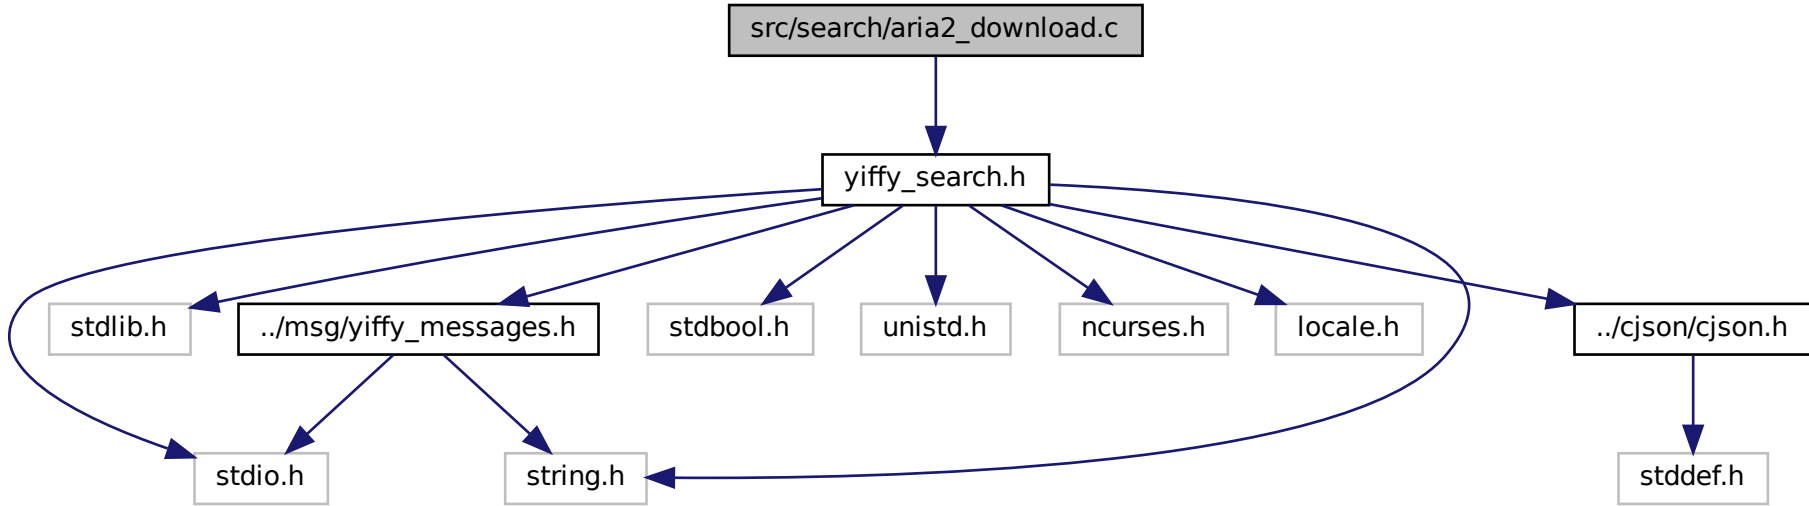 src/search/aria2_download.c
yiffy_search.h
stdlib.h
../msg/yiffy_messages.h
stdbool.h
unistd.h
ncurses.h
locale.h
../cjson/cjson.h
stdio.h
string.h
stddef.h